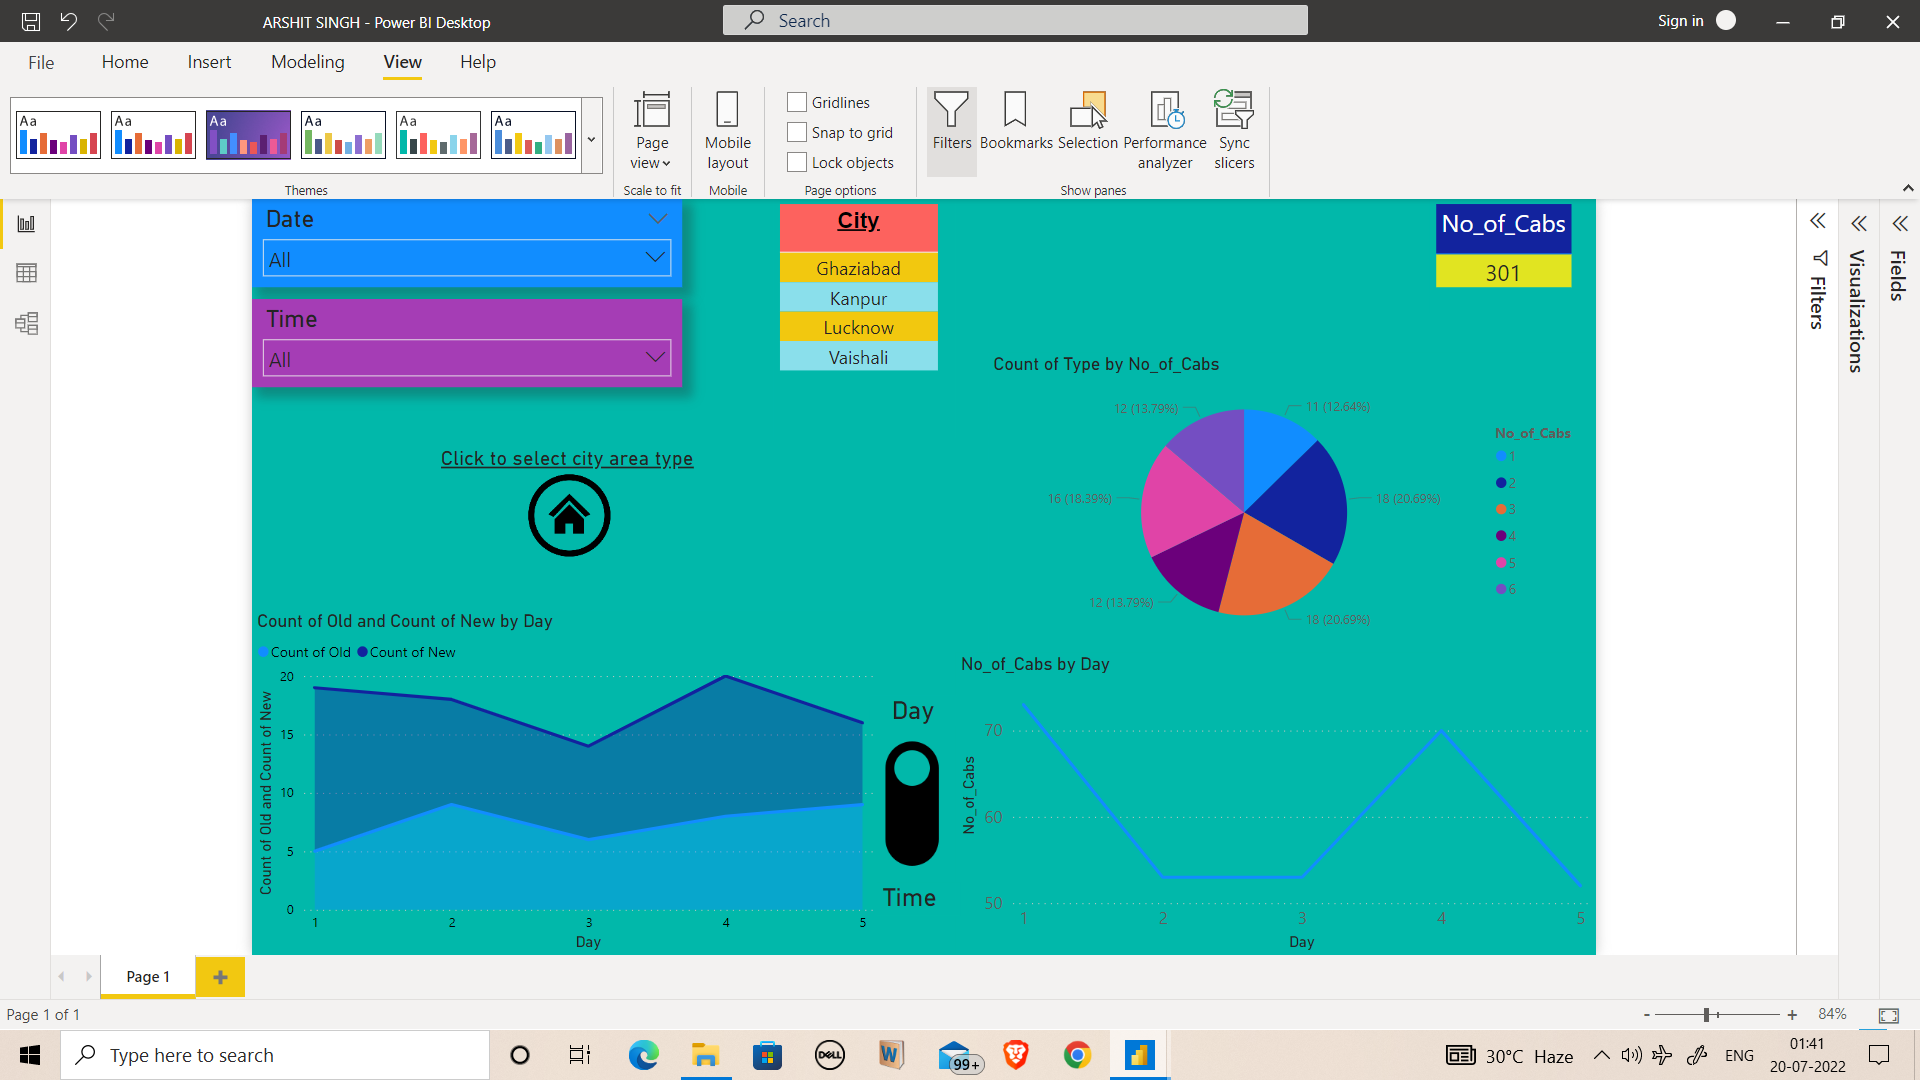 ARSHIT SINGH - Power BI Desktop
Search
Sign in
File
Home
Insert
Modeling
View
Help
Aa
Aa
Aa
Aa
Aa
Aa
Themes
Page view
Scale to fit
Mobile layout
Mobile
Gridlines
Snap to grid
Lock objects
Page options
Filters
Bookmarks
Selection
Performance analyzer
Sync slicers
Show panes
Date
All
Time
All
City
Ghaziabad
Kanpur
Lucknow
Vaishali
No_of_Cabs
301
Filters
Visualizations
Fields
Click to select city area type
Count of Type by No_of_Cabs
12 (13.79%)
11 (12.64%)
16 (18.39%)
18 (20.69%)
12 (13.79%)
18 (20.69%)
No_of_Cabs
1
2
3
4
5
6
Count of Old and Count of New by Day
Count of Old
Count of New
Count of Old and Count of New
20
15
10
5
0
1
2
3
4
5
Day
Day
Time
No_of_Cabs by Day
No_of_Cabs
70
60
50
1
2
3
4
5
Day
Page 1
Page 1 of 1
- + 84%
Type here to search
DELL
W
99+
30°C Haze
ENG
01:41
20-07-2022